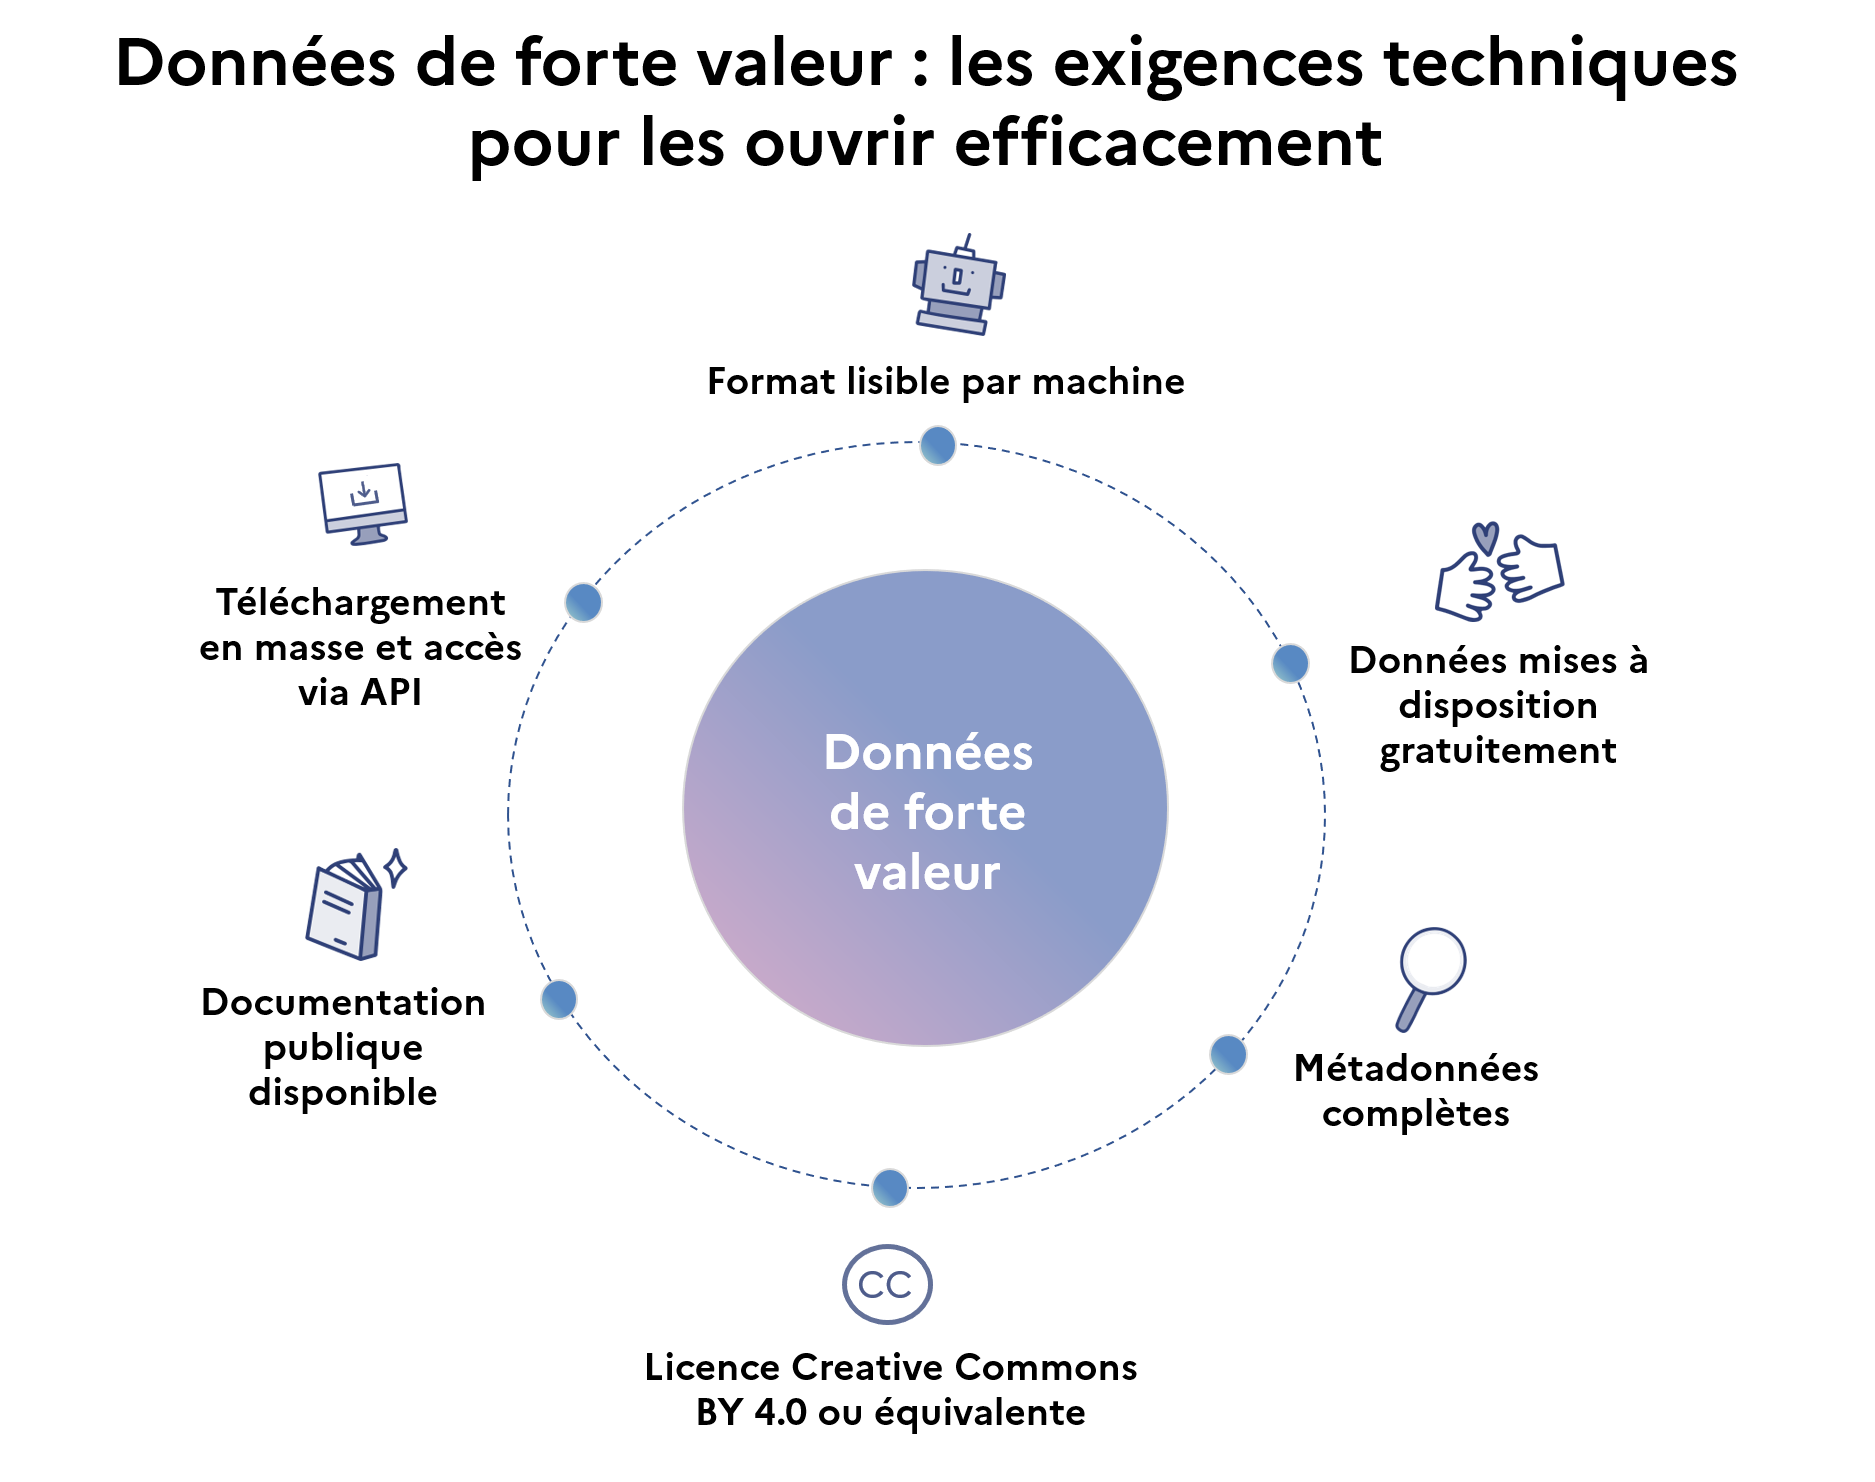 Données de forte valeur : les exigences techniques
pour les ouvrir efficacement
Format lisible par machine
Téléchargement
en masse et accès
via API
Données mises à
disposition
gratuitement
Données
de forte
valeur
Documentation
publique
disponible
Métadonnées
complètes
CC
Licence Creative Commons
BY 4.0 ou équivalente